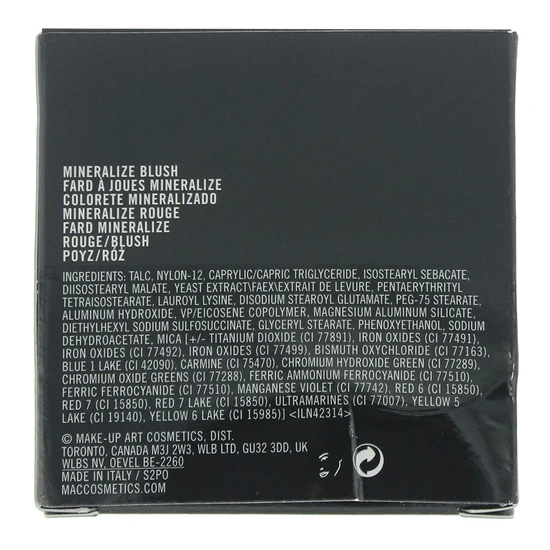 MINERALIZE BLUSH
FARD À JOUES MINERALIZE
COLORETE MINERALIZADO
MINERALIZE ROUGE
FARD MINERALIZE
ROUGE/BLUSH
ΡΟΥΖ/RÓŻ
INGREDIENTS: TALC, NYLON-12, CAPRYLIC/CAPRIC TRIGLYCERIDE, ISOSTEARYL SEBACATE,
DIISOSTEARYL MALATE, YEAST EXTRACT\FAEX\EXTRAIT DE LEVURE, PENTAERYTHRITYL
TETRAISOSTEARATE, LAUROYL LYSINE, DISODIUM STEAROYL GLUTAMATE, PEG-75 STEARATE,
ALUMINUM HYDROXIDE, VP/EICOSENE COPOLYMER, MAGNESIUM ALUMINUM SILICATE,
DIETHYLHEXYL SODIUM SULFOSUCCINATE, GLYCERYL STEARATE, PHENOXYETHANOL, SODIUM
DEHYDROACETATE, MICA [+/- TITANIUM DIOXIDE (CI 77891), IRON OXIDES (CI 77491),
IRON OXIDES (CI 77492), IRON OXIDES (CI 77499), BISMUTH OXYCHLORIDE (CI 77163),
BLUE 1 LAKE (CI 42090), CARMINE (CI 75470), CHROMIUM HYDROXIDE GREEN (CI 77289),
CHROMIUM OXIDE GREENS (CI 77288), FERRIC AMMONIUM FERROCYANIDE (CI 77510),
FERRIC FERROCYANIDE (CI 77510), MANGANESE VIOLET (CI 77742), RED 6 (CI 15850),
RED 7 (CI 15850), RED 7 LAKE (CI 15850), ULTRAMARINES (CI 77007), YELLOW 5
LAKE (CI 19140), YELLOW 6 LAKE (CI 15985)] <ILN42314>
© MAKE-UP ART COSMETICS, DIST.
TORONTO, CANADA M3J 2W3, WLB LTD, GU32 3DD, UK
WLBS NV, OEVEL BE-2260
MADE IN ITALY / S2PO
MACCOSMETICS.COM